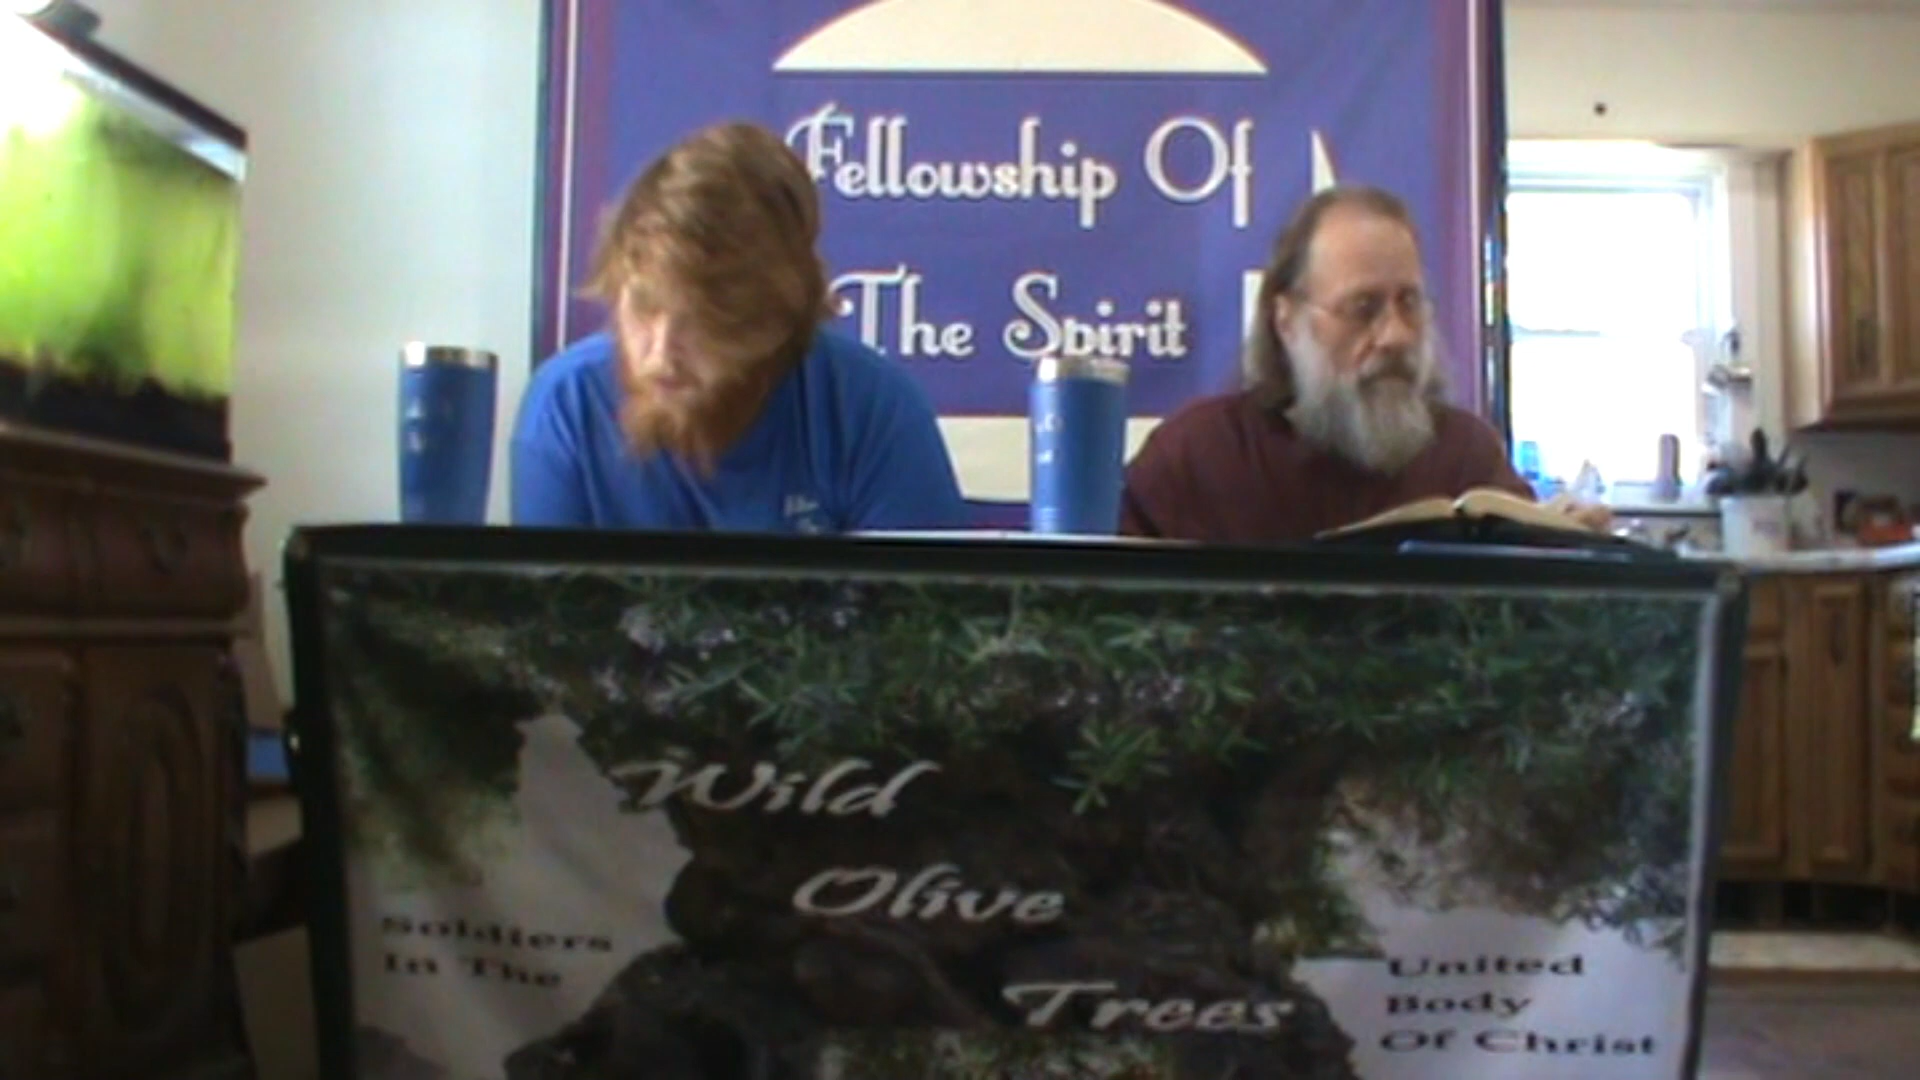 Fellowship Of
The Spirit
Wild
Olive
Trees
Soldiers
In The
United
Body
Of Christ